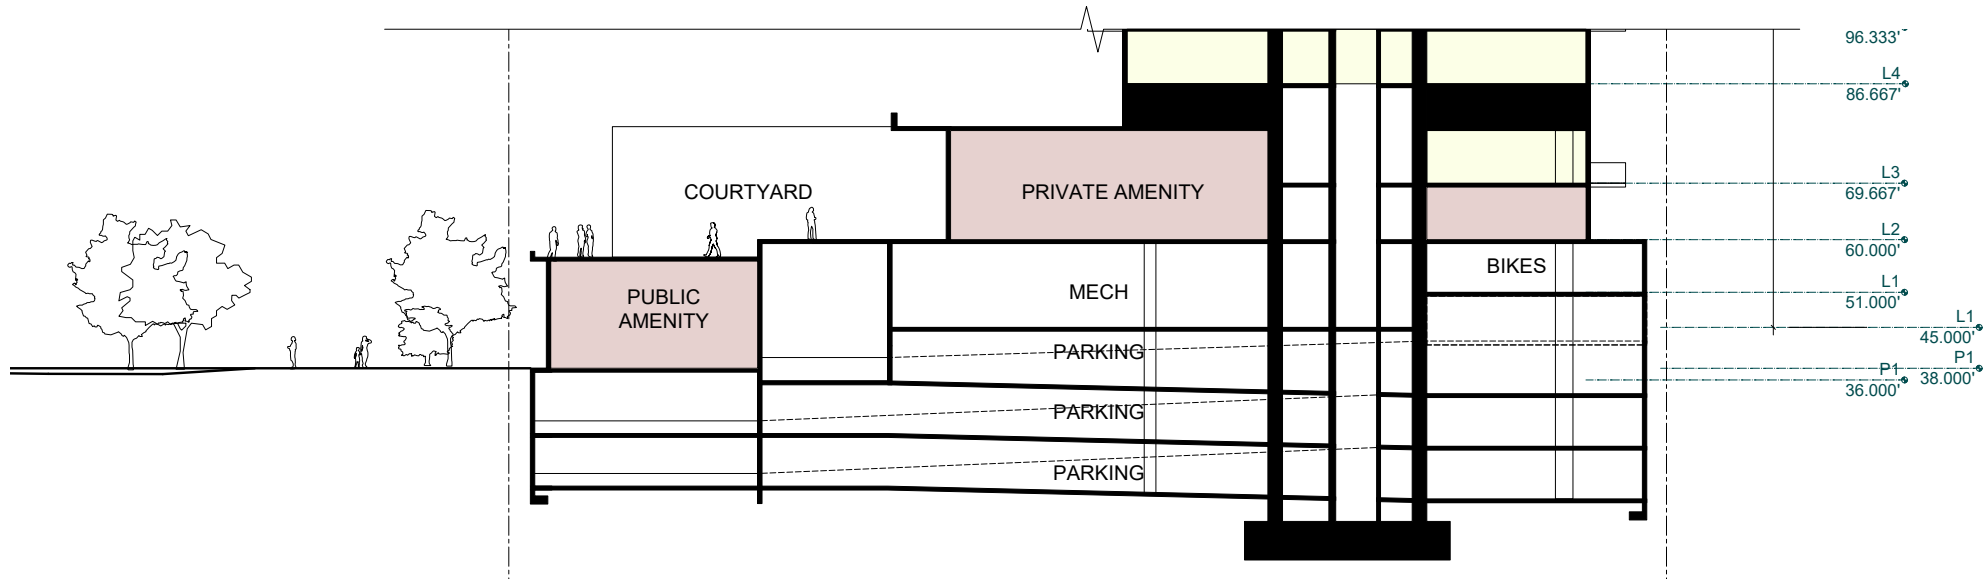 96.333'
L4
86.667'
COURTYARD
PRIVATE AMENITY
L3
69.667'
L2
60.000'
BIKES
PUBLIC
AMENITY
MECH
L1
51.000'
L1
45.000'
PARKING
P1
38.000'
P1
36.000'
PARKING
PARKING